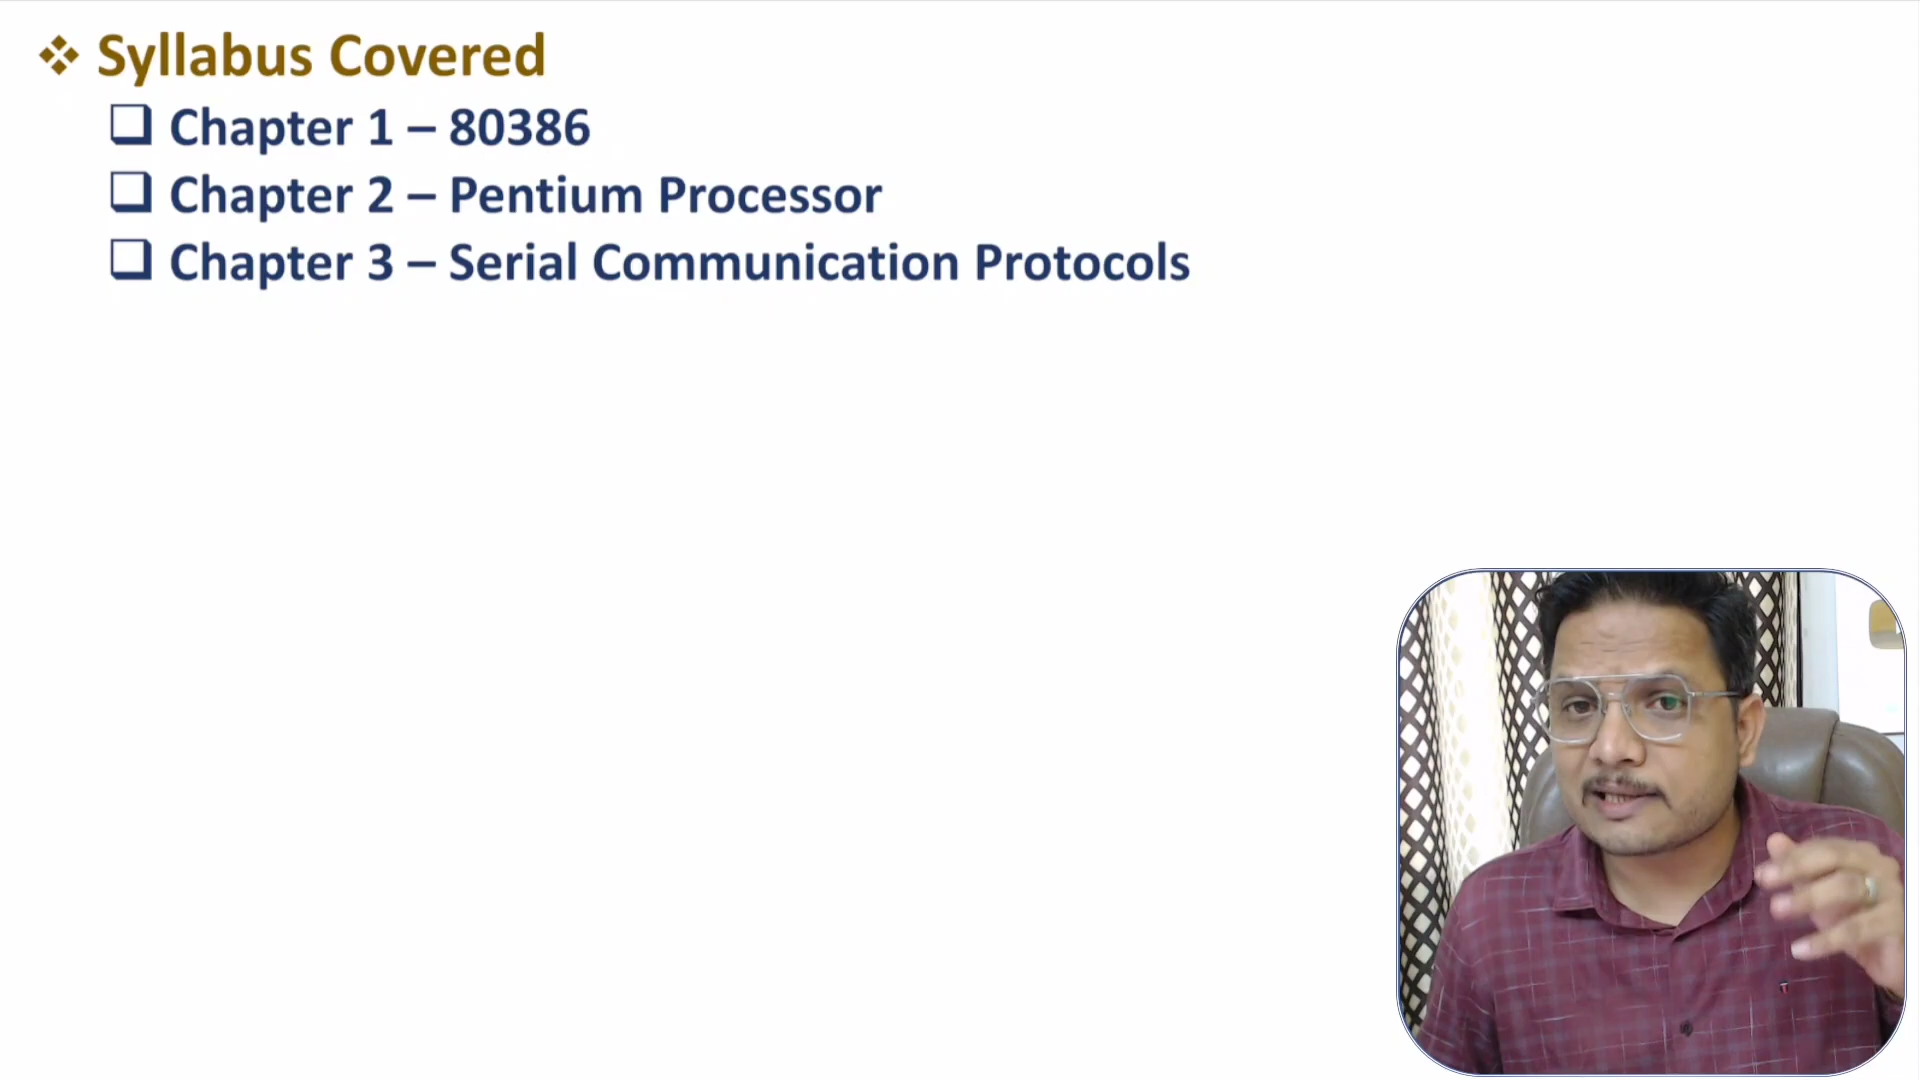 Syllabus Covered
Chapter 1 – 80386
Chapter 2 – Pentium Processor
Chapter 3 – Serial Communication Protocols